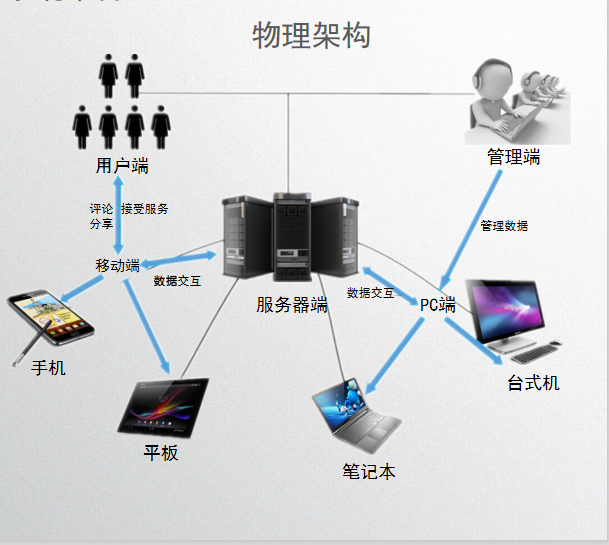 物理架构
用户端
管理端
评论 接受服务
分享
管理数据
移动端
数据交互
服务器端
数据交互
PC端
手机
台式机
平板
笔记本